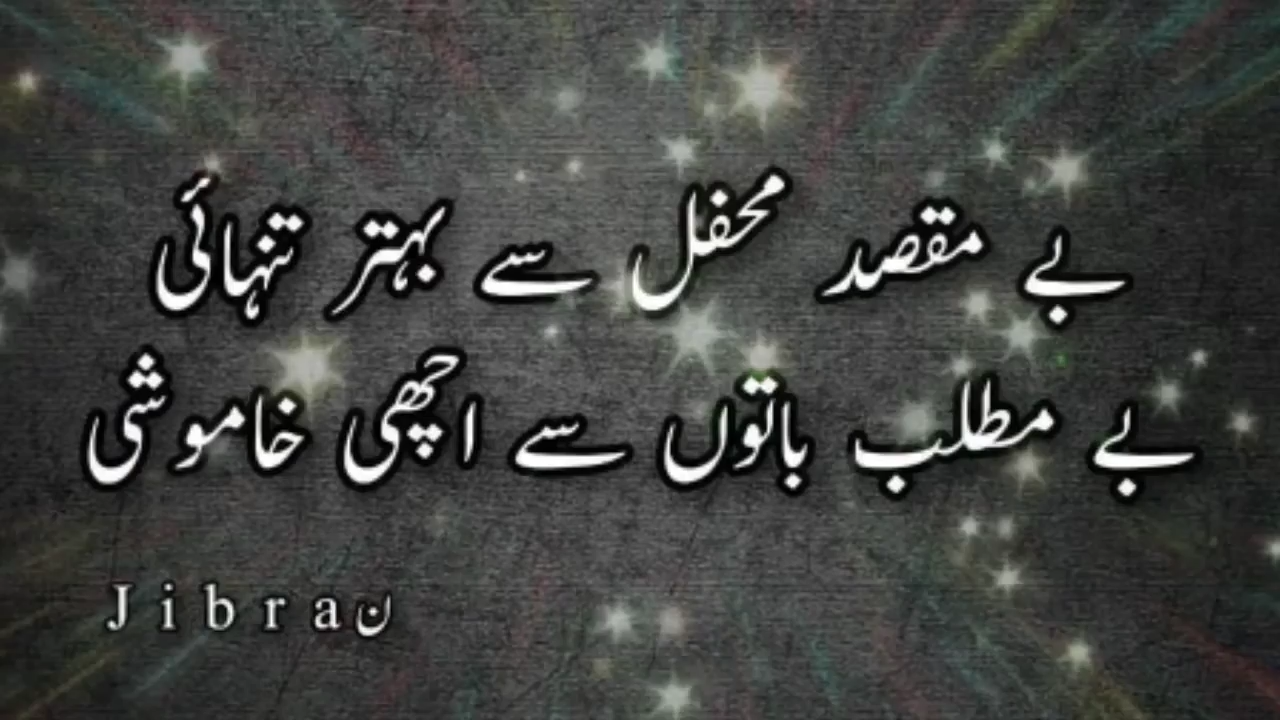 بے مقصد محفل سے بہتر تنہائی
بے مطلب باتوں سے اچھی خاموشی
Jibraن